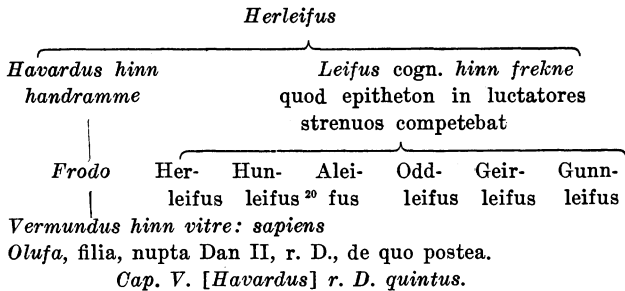 Herleifus
Havardus hinn Leifus cogn. hinn frekne
handramme quod epitheton in luctatores
strenuos competebat
Frodo Her- Hun- Alei- Odd- Geir- Gunn-
leifus leifus 20 fus leifus leifus leifus
Vermundus hinn vitre: sapiens
Olufa, filia, nupta Dan II, r. D., de quo postea.
Cap. V. [Havardus] r. D. quintus.